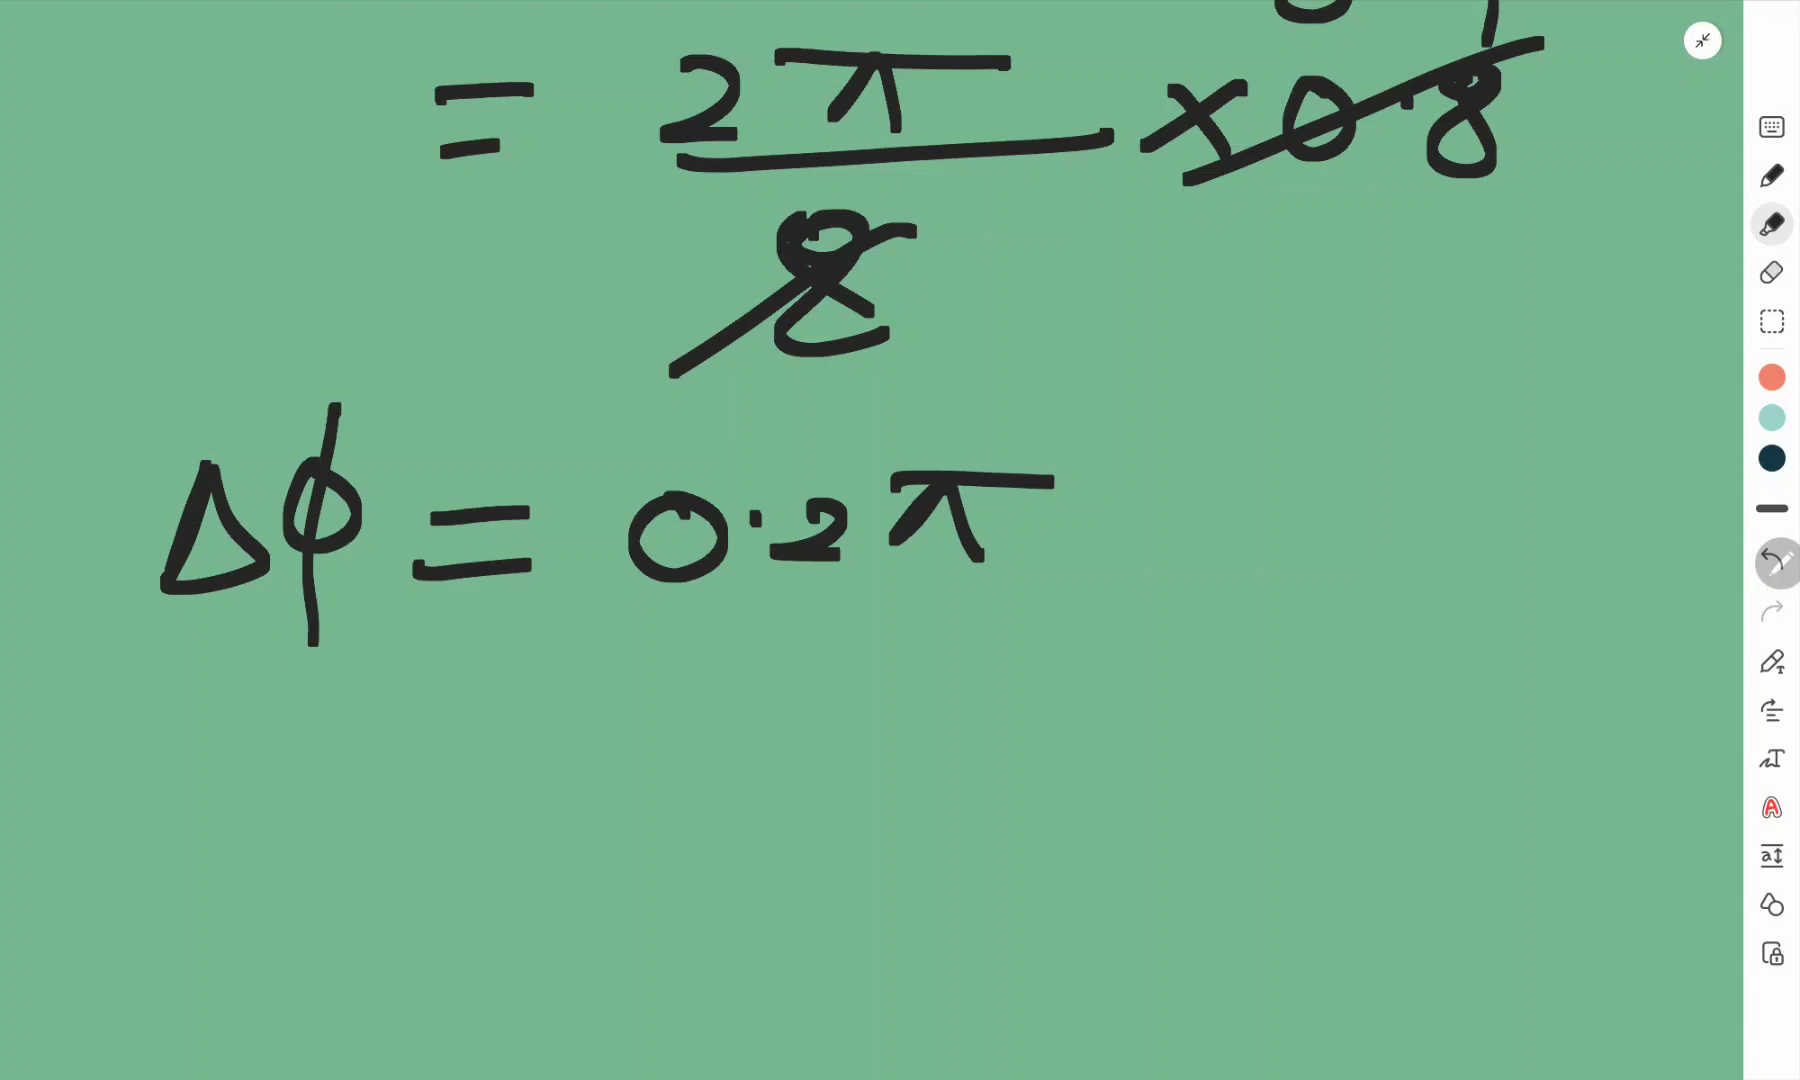 = 2π/8 × 0.8
Δϕ = 0.2π